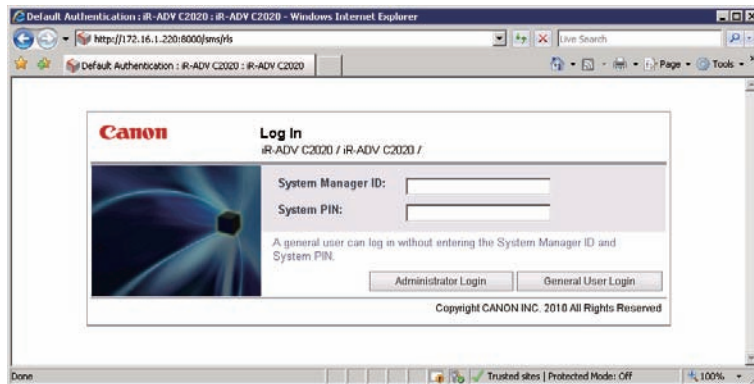 Default Authentication : iR-ADV C2020 : iR-ADV C2020 - Windows Internet Explorer
http://172.16.1.220:8000/sms/rls
Live Search
Default Authentication : iR-ADV C2020 : iR-ADV C2020
Page
Tools
Canon
Log In
iR-ADV C2020 / iR-ADV C2020 /
System Manager ID:
System PIN:
A general user can log in without entering the System Manager ID and
System PIN.
Administrator Login
General User Login
Copyright CANON INC. 2010 All Rights Reserved
Done
Trusted sites | Protected Mode: Off
100%